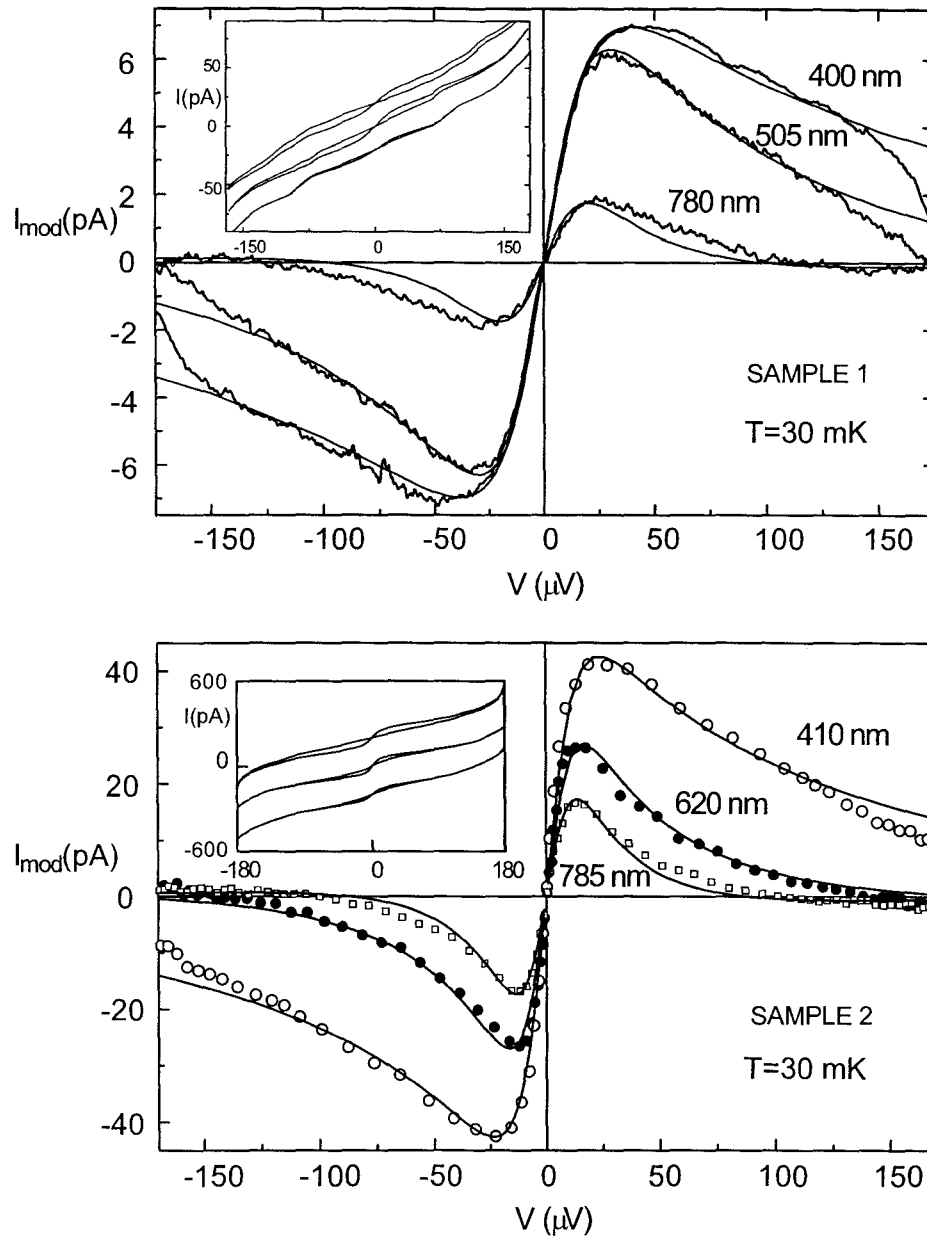 6
4
2
0
-2
-4
-6
I_mod(pA)
50
I(pA)
0
-50
-150
0
150
400 nm
505 nm
780 nm
SAMPLE 1
T=30 mK
-150
-100
-50
0
50
100
150
V (μV)
40
20
0
-20
-40
I_mod(pA)
600
I(pA)
0
-600
-180
0
180
410 nm
620 nm
785 nm
SAMPLE 2
T=30 mK
-150
-100
-50
0
50
100
150
V (μV)